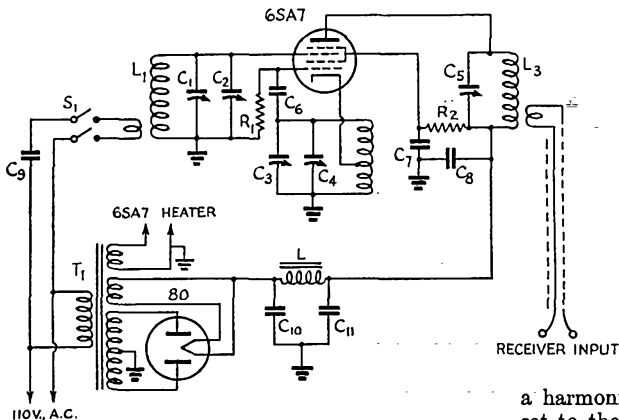 6SA7
L1
C1
C2
R1
C6
C5
L3
S1
C9
C3
C4
R2
C7
C8
6SA7 HEATER
T1
80
L
C10
C11
RECEIVER INPUT
110V., A.C.
a harmoni
set to the